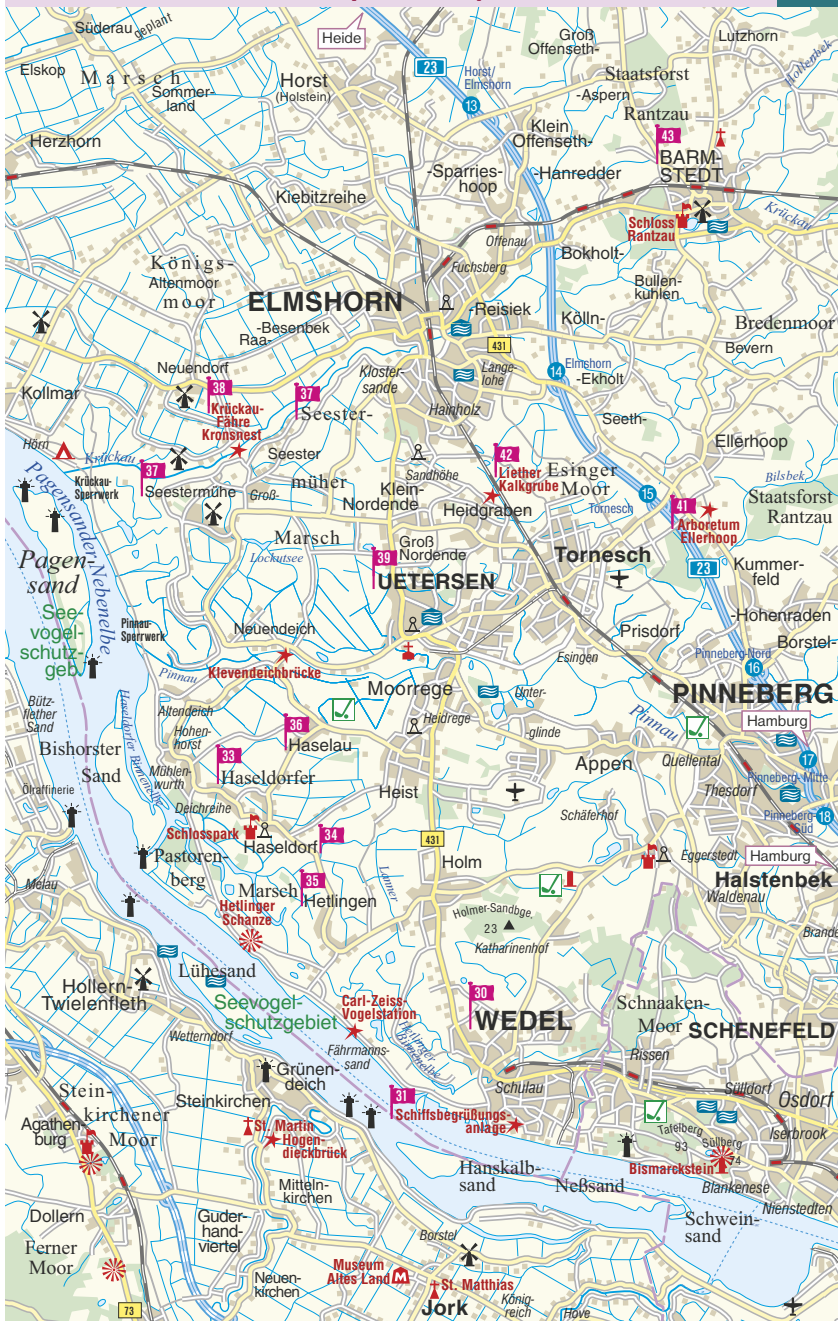 Süderau
geplant
Heide
Groß
Offenseth-
Lutzhorn
Elskop
Marsch
Sommer-
land
Horst
(Holstein)
23
Horst/
Elmshorn
13
-Aspern
Staatsforst
Rantzau
Hollenbek
Herzhorn
Klein
Offenseth-
43
BARM-
STEDT
-Sparries-
hoop
-Hanredder
Kiebitzreihe
Schloss
Rantzau
Krückau
Offenau
Fuchsberg
Bokholt-
Königs-
Altenmoor
moor
Bullen-
kuhlen
ELMSHORN
-Reisiek
Kölln-
Bredenmoor
-Besenbek
Raa-
431
Bevern
Neuendorf
Kloster-
sande
Lange-
lohe
14
Elmshorn
-Ekholt
Kollmar
38
Krückau-
Fähre
Kronsnest
37
Seester-
Hainholz
Seeth-
Ellerhoop
Hörn
Krückau
37
Seester
42
Liether
Kalkgrube
Esinger
Moor
Krückau-
Sperrwerk
Seestermühe
Groß-
müher
Sandhöhe
Klein-
Nordende
Heidgraben
15
Tornesch
Bilsbek
Staatsforst
Rantzau
41
Arboretum
Ellerhoop
Pagensander-Nebenelbe
Marsch
Lockutsee
Groß
Nordende
39
UETERSEN
Tornesch
23
Kummer-
feld
Pagen-
sand
See-
vogel-
schutz-
geb.
Pinnau-
Sperrwerk
Neuendeich
-Hohenraden
Prisdorf
Borstel-
Pinnau
Klevendeichbrücke
Esingen
Pinneberg-Nord
16
Moorrege
PINNEBERG
Bütz-
flether
Sand
Haseldorfer Binnenelbe
Altendeich
Hohen-
horst
36
Haselau
Heidrege
Unter-
glinde
Pinnau
Hamburg
Bishorster
Sand
33
Haseldorfer
Appen
Quellental
17
Pinneberg-Mitte
Ölraffinerie
Mühlen-
wurth
Heist
Thesdorf
Deichreihe
Schäferhof
Pinneberg-
Süd
18
Schlosspark
Haseldorf
34
431
Pastoren-
berg
Holm
Eggerstedt
Hamburg
Melau
Marsch
35
Hetlingen
Lanner
Halstenbek
Waldenau
Hetlinger
Schanze
Holmer-Sandbge.
23
Katharinenhof
Brande
Lühesand
Hollern-
Twielenfleth
Seevogel-
schutzgebiet
Carl-Zeiss-
Vogelstation
30
WEDEL
Schnaaken-
Moor
SCHENEFELD
Wetterndorf
Fährmanns-
sand
Hetlinger
Binnenelbe
Rissen
Grünen-
deich
Schulau
Sülldorf
Osdorf
Stein-
kirchener
Moor
Steinkirchen
31
Schiffsbegrüßungs-
anlage
Iserbrook
Agathen-
burg
St. Martin
Hogen-
dieckbrück
Tafelberg
93
Süllberg
74
Bismarckstein
Hanskalb-
sand
Neßsand
Blankenese
Mitteln-
kirchen
Nienstedten
Dollern
Guder-
hand-
viertel
Borstel
Schwein-
sand
Ferner
Moor
Neuen-
kirchen
Museum
Altes Land
M
St. Matthias
Jork
König-
reich
Hove
73